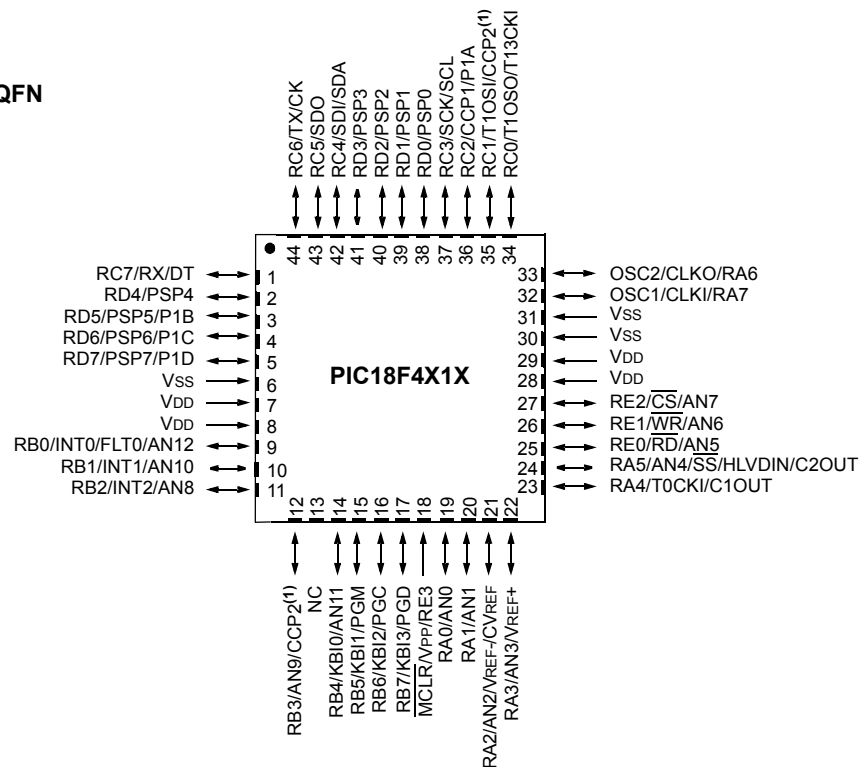 QFN
RC6/TX/CK
RC5/SDO
RC4/SDI/SDA
RD3/PSP3
RD2/PSP2
RD1/PSP1
RD0/PSP0
RC3/SCK/SCL
RC2/CCP1/P1A
RC1/T1OSI/CCP2(1)
RC0/T1OSO/T13CKI
44 43 42 41 40 39 38 37 36 35 34
RC7/RX/DT 1
RD4/PSP4 2
RD5/PSP5/P1B 3
RD6/PSP6/P1C 4
RD7/PSP7/P1D 5
VSS 6
VDD 7
VDD 8
RB0/INT0/FLT0/AN12 9
RB1/INT1/AN10 10
RB2/INT2/AN8 11
PIC18F4X1X
33 OSC2/CLKO/RA6
32 OSC1/CLKI/RA7
31 VSS
30 VSS
29 VDD
28 VDD
27 RE2/CS/AN7
26 RE1/WR/AN6
25 RE0/RD/AN5
24 RA5/AN4/SS/HLVDIN/C2OUT
23 RA4/T0CKI/C1OUT
12 13 14 15 16 17 18 19 20 21 22
RB3/AN9/CCP2(1)
NC
RB4/KBI0/AN11
RB5/KBI1/PGM
RB6/KBI2/PGC
RB7/KBI3/PGD
MCLR/VPP/RE3
RA0/AN0
RA1/AN1
RA2/AN2/VREF-/CVREF
RA3/AN3/VREF+